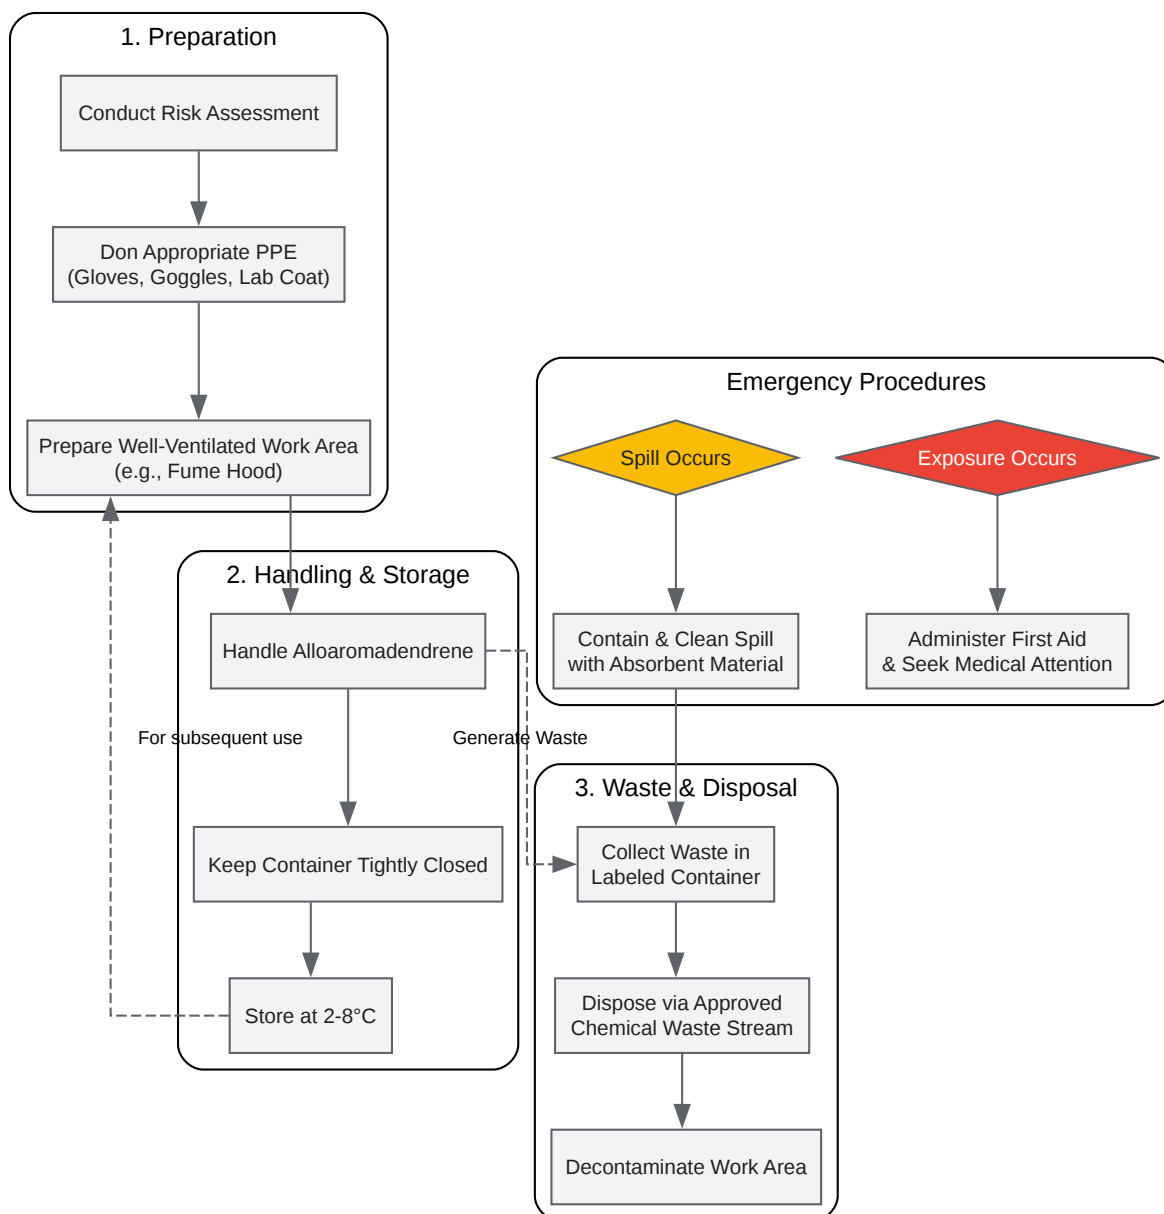 1. Preparation
Conduct Risk Assessment
Don Appropriate PPE
(Gloves, Goggles, Lab Coat)
Prepare Well-Ventilated Work Area
(e.g., Fume Hood)
2. Handling & Storage
Handle Alloaromadendrene
For subsequent use
Generate Waste
Keep Container Tightly Closed
Store at 2-8°C
Emergency Procedures
Spill Occurs
Exposure Occurs
Contain & Clean Spill
with Absorbent Material
Administer First Aid
& Seek Medical Attention
3. Waste & Disposal
Collect Waste in
Labeled Container
Dispose via Approved
Chemical Waste Stream
Decontaminate Work Area